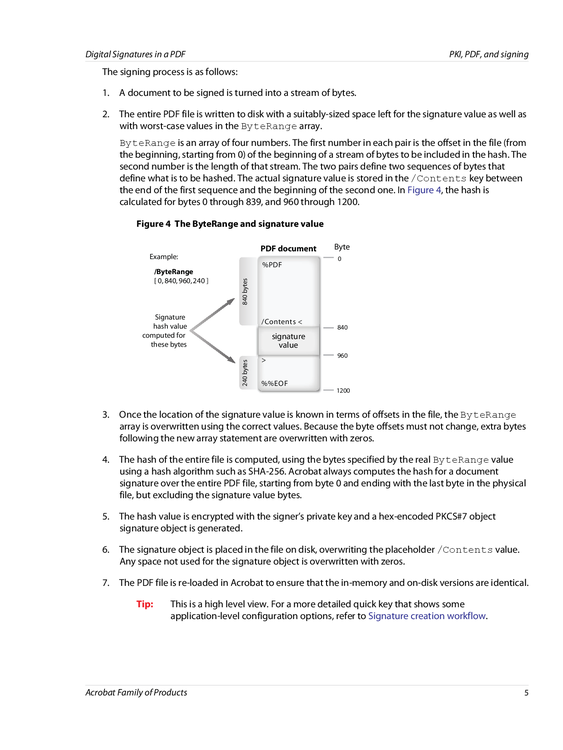 Digital Signatures in a PDF
PKI, PDF, and signing
The signing process is as follows:
1. A document to be signed is turned into a stream of bytes.
2. The entire PDF file is written to disk with a suitably-sized space left for the signature value as well as
with worst-case values in the ByteRange array.
ByteRange is an array of four numbers. The first number in each pair is the offset in the file (from
the beginning, starting from 0) of the beginning of a stream of bytes to be included in the hash. The
second number is the length of that stream. The two pairs define two sequences of bytes that
define what is to be hashed. The actual signature value is stored in the /Contents key between
the end of the first sequence and the beginning of the second one. In Figure 4, the hash is
calculated for bytes 0 through 839, and 960 through 1200.
Figure 4 The ByteRange and signature value
PDF document
Byte
Example:
/ByteRange
[ 0, 840, 960, 240 ]
Signature
hash value
computed for
these bytes
840 bytes
240 bytes
%PDF
/Contents <
signature
value
>
%%EOF
0
840
960
1200
3. Once the location of the signature value is known in terms of offsets in the file, the ByteRange
array is overwritten using the correct values. Because the byte offsets must not change, extra bytes
following the new array statement are overwritten with zeros.
4. The hash of the entire file is computed, using the bytes specified by the real ByteRange value
using a hash algorithm such as SHA-256. Acrobat always computes the hash for a document
signature over the entire PDF file, starting from byte 0 and ending with the last byte in the physical
file, but excluding the signature value bytes.
5. The hash value is encrypted with the signer's private key and a hex-encoded PKCS#7 object
signature object is generated.
6. The signature object is placed in the file on disk, overwriting the placeholder /Contents value.
Any space not used for the signature object is overwritten with zeros.
7. The PDF file is re-loaded in Acrobat to ensure that the in-memory and on-disk versions are identical.
Tip: This is a high level view. For a more detailed quick key that shows some
application-level configuration options, refer to Signature creation workflow.
Acrobat Family of Products
5